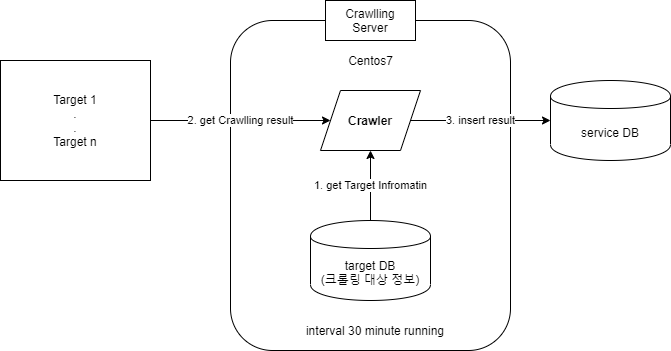 Crawlling
Server
Centos7
Target 1
.
.
Target n
2. get Crawlling result
Crawler
3. insert result
service DB
1. get Target Infromatin
target DB
(크롤링 대상 정보)
interval 30 minute running